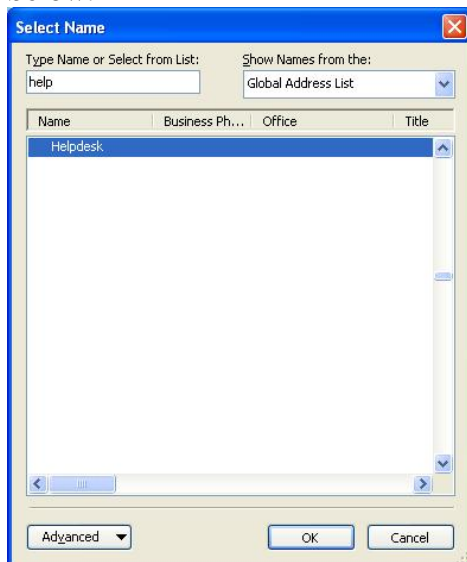 Select Name
Type Name or Select from List: Show Names from the:
help Global Address List
Name Business Ph... Office Title
Helpdesk
Advanced OK Cancel